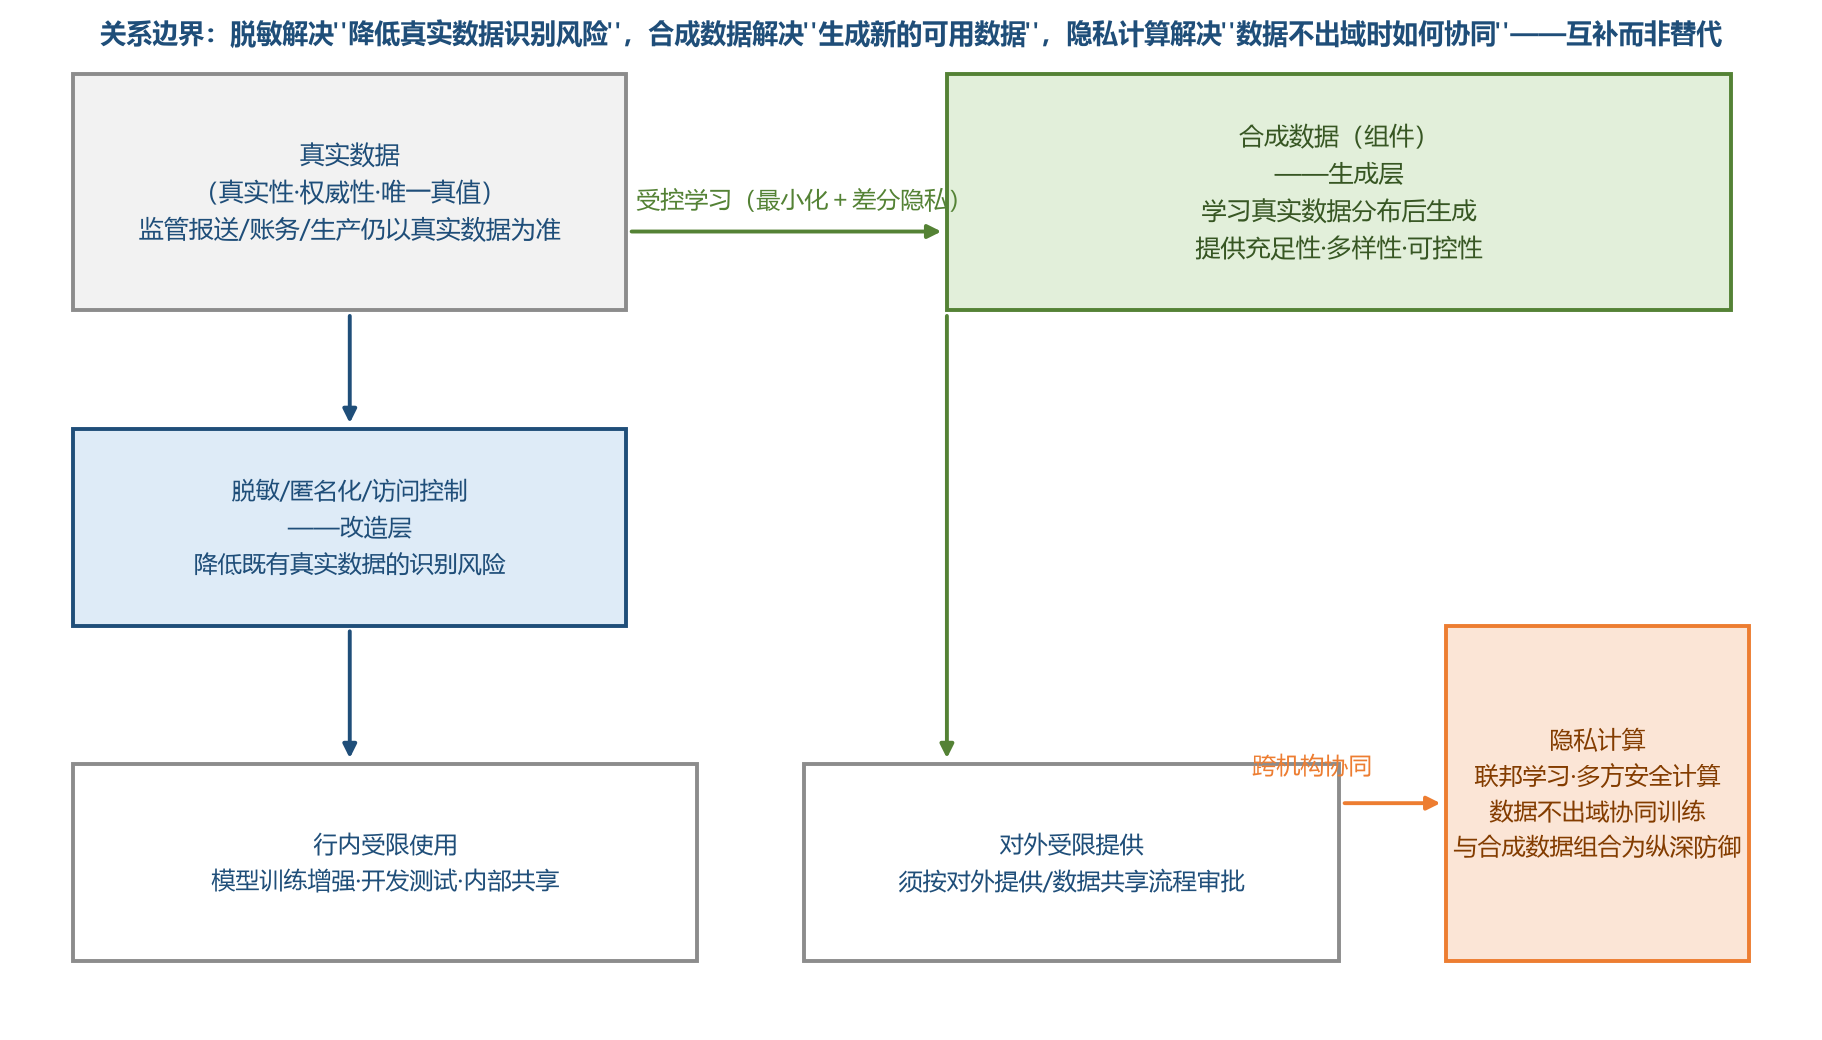 关系边界：脱敏解决"降低真实数据识别风险"，合成数据解决"生成新的可用数据"，隐私计算解决"数据不出域时如何协同"——互补而非替代
真实数据
（真实性·权威性·唯一真值）
监管报送/账务/生产仍以真实数据为准
受控学习（最小化+差分隐私）
合成数据（组件）
——生成层
学习真实数据分布后生成
提供充足性·多样性·可控性
脱敏/匿名化/访问控制
——改造层
降低既有真实数据的识别风险
行内受限使用
模型训练增强·开发测试·内部共享
对外受限提供
须按对外提供/数据共享流程审批
跨机构协同
隐私计算
联邦学习·多方安全计算
数据不出域协同训练
与合成数据组合为纵深防御